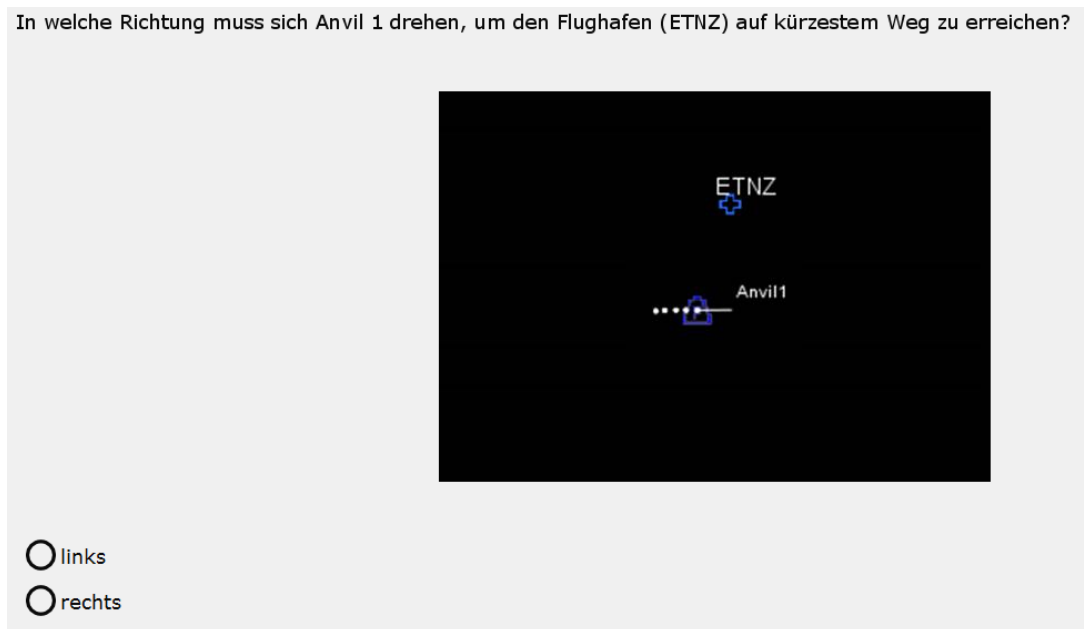 In welche Richtung muss sich Anvil 1 drehen, um den Flughafen (ETNZ) auf kürzestem Weg zu erreichen?
ETNZ
Anvil1
links
rechts